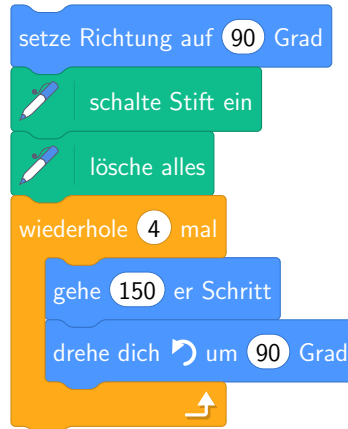 setze Richtung auf 90 Grad
schalte Stift ein
lösche alles
wiederhole 4 mal
gehe 150 er Schritt
drehe dich um 90 Grad